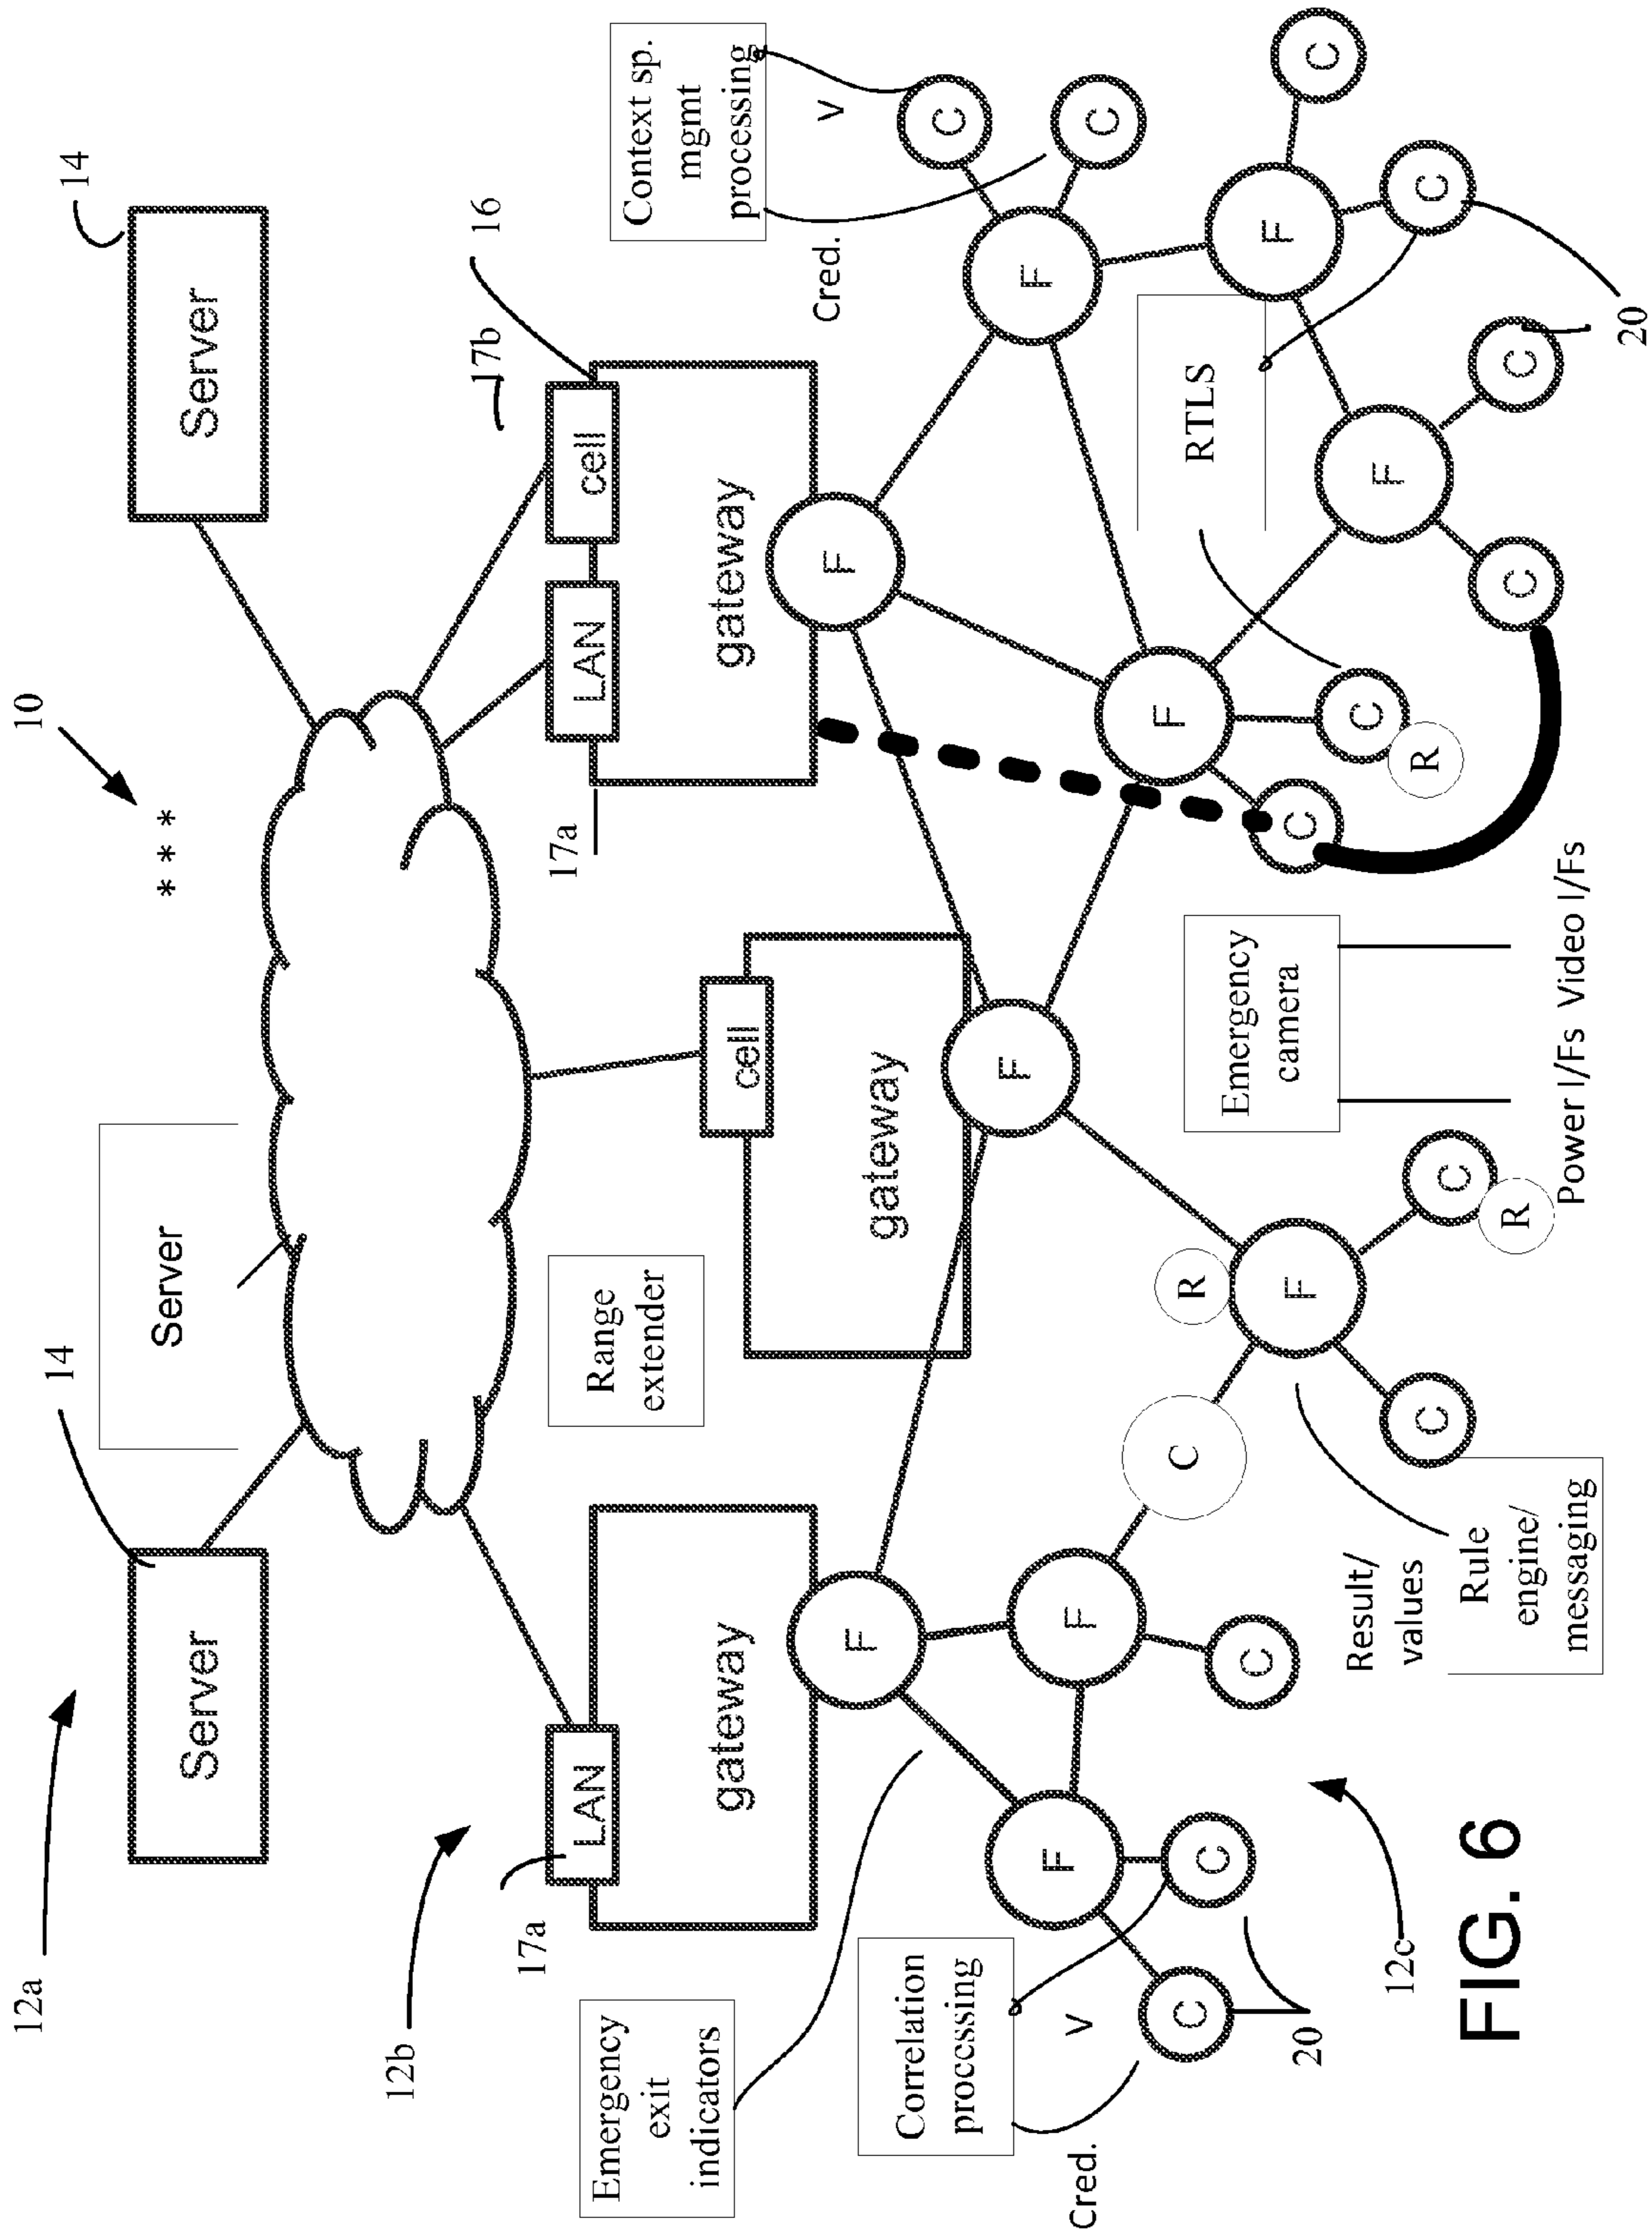 10
* * *
12a
14
14
Server
Server
Server
12b
17a
LAN
gateway
Range
extender
cell
gateway
17a
17b
16
LAN
cell
gateway
Emergency
exit
indicators
Context sp.
mgmt
processing
Cred.
V
F
F
F
F
C
C
Correlation
processing
Cred.
V
F
F
C
C
C
C
20
12c
R
F
C
C
R
Result/
values
Rule
engine/
messaging
Emergency
camera
Power I/Fs Video I/Fs
F
C
C
R
RTLS
F
C
C
F
C
C
20
FIG. 6